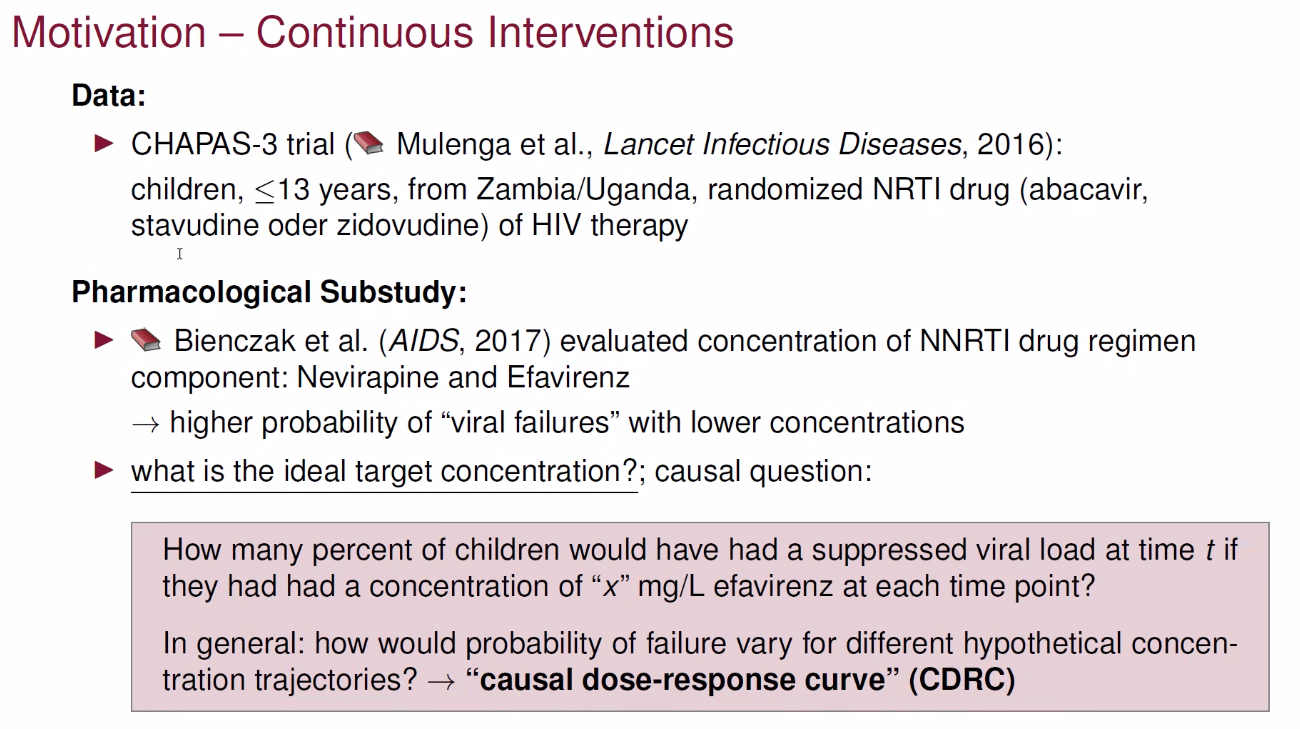 Motivation – Continuous Interventions
Data:
► CHAPAS-3 trial ( Mulenga et al., Lancet Infectious Diseases, 2016):
children, ≤13 years, from Zambia/Uganda, randomized NRTI drug (abacavir,
stavudine oder zidovudine) of HIV therapy
Pharmacological Substudy:
► Bienczak et al. (AIDS, 2017) evaluated concentration of NNRTI drug regimen
component: Nevirapine and Efavirenz
→ higher probability of “viral failures” with lower concentrations
► what is the ideal target concentration?; causal question:
How many percent of children would have had a suppressed viral load at time t if
they had had a concentration of “x” mg/L efavirenz at each time point?
In general: how would probability of failure vary for different hypothetical concen-
tration trajectories? → “causal dose-response curve” (CDRC)